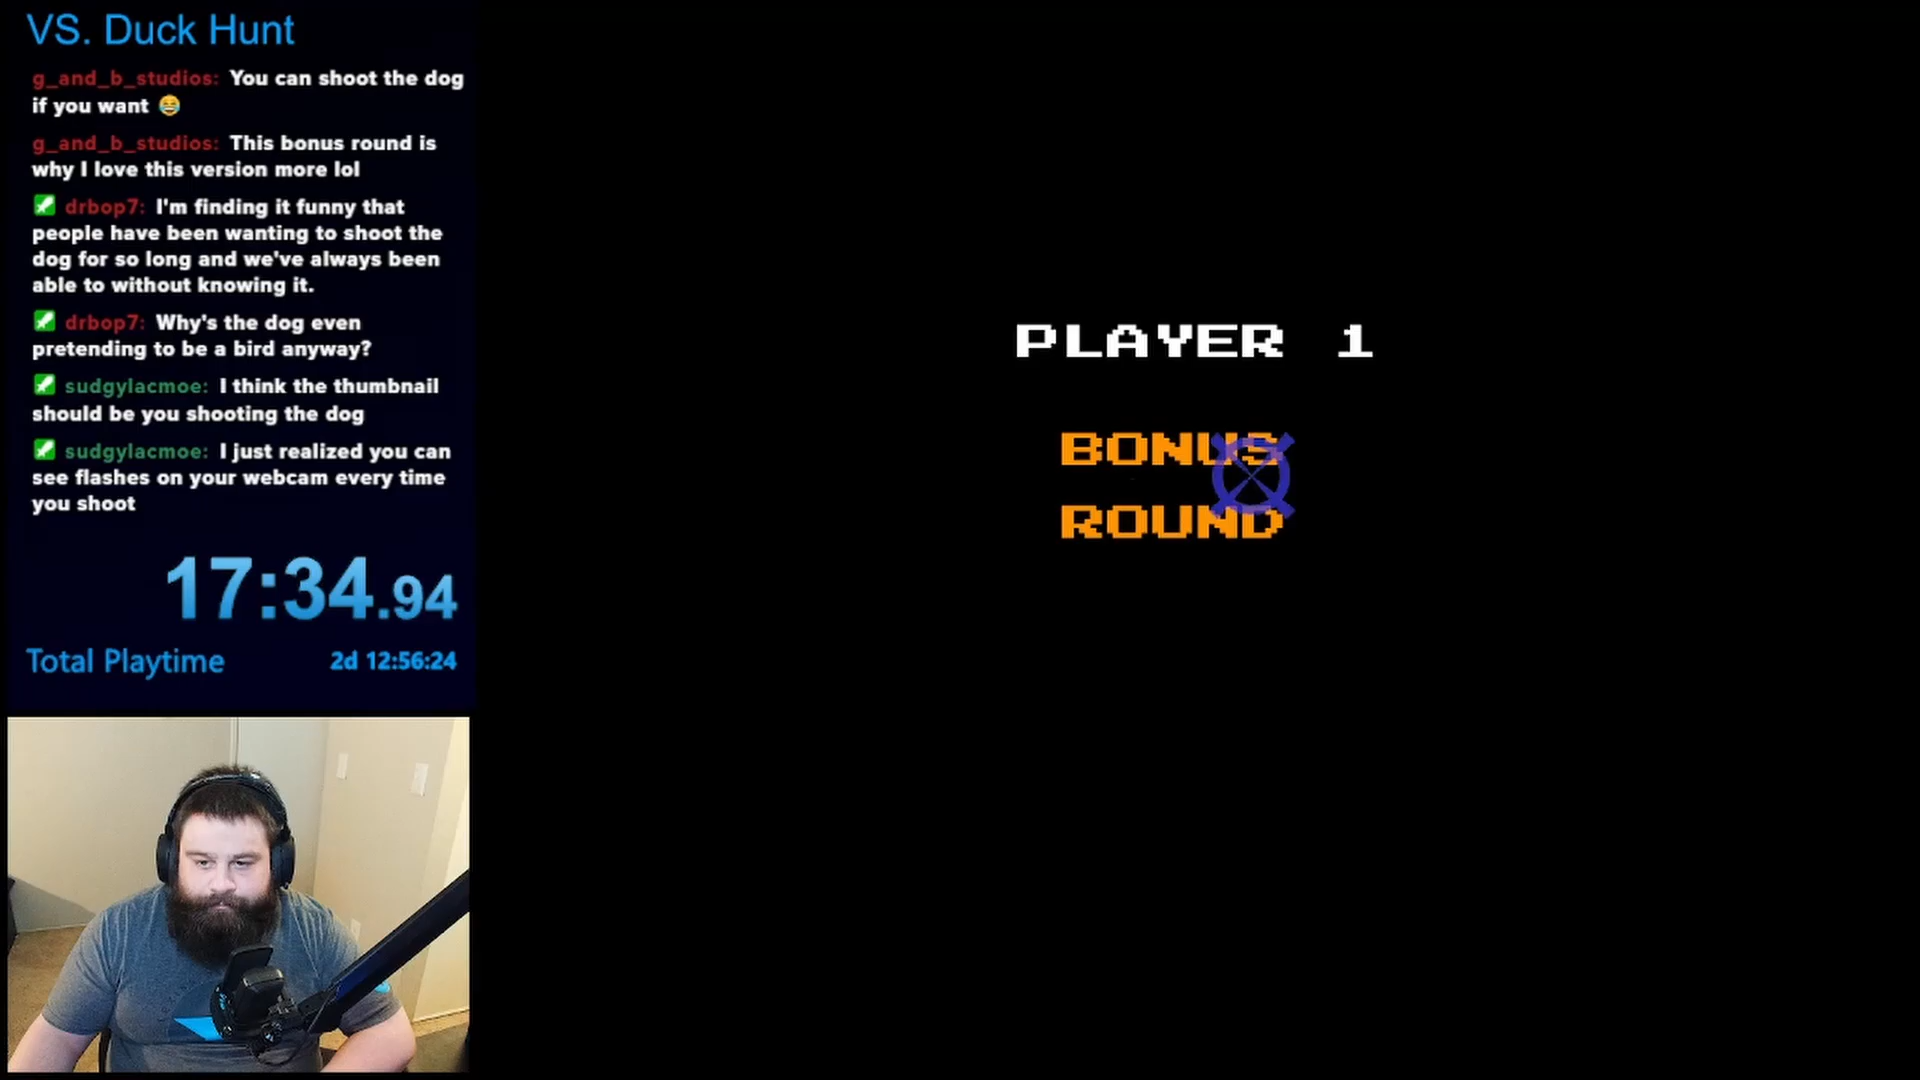 VS. Duck Hunt
g_and_b_studios: You can shoot the dog
if you want 😂
g_and_b_studios: This bonus round is
why I love this version more lol
drbop7: I'm finding it funny that
people have been wanting to shoot the
dog for so long and we've always been
able to without knowing it.
drbop7: Why's the dog even
pretending to be a bird anyway?
sudgylacmoe: I think the thumbnail
should be you shooting the dog
sudgylacmoe: I just realized you can
see flashes on your webcam every time
you shoot
17:34.94
Total Playtime 2d 12:56:24
PLAYER 1
BONUS
ROUND